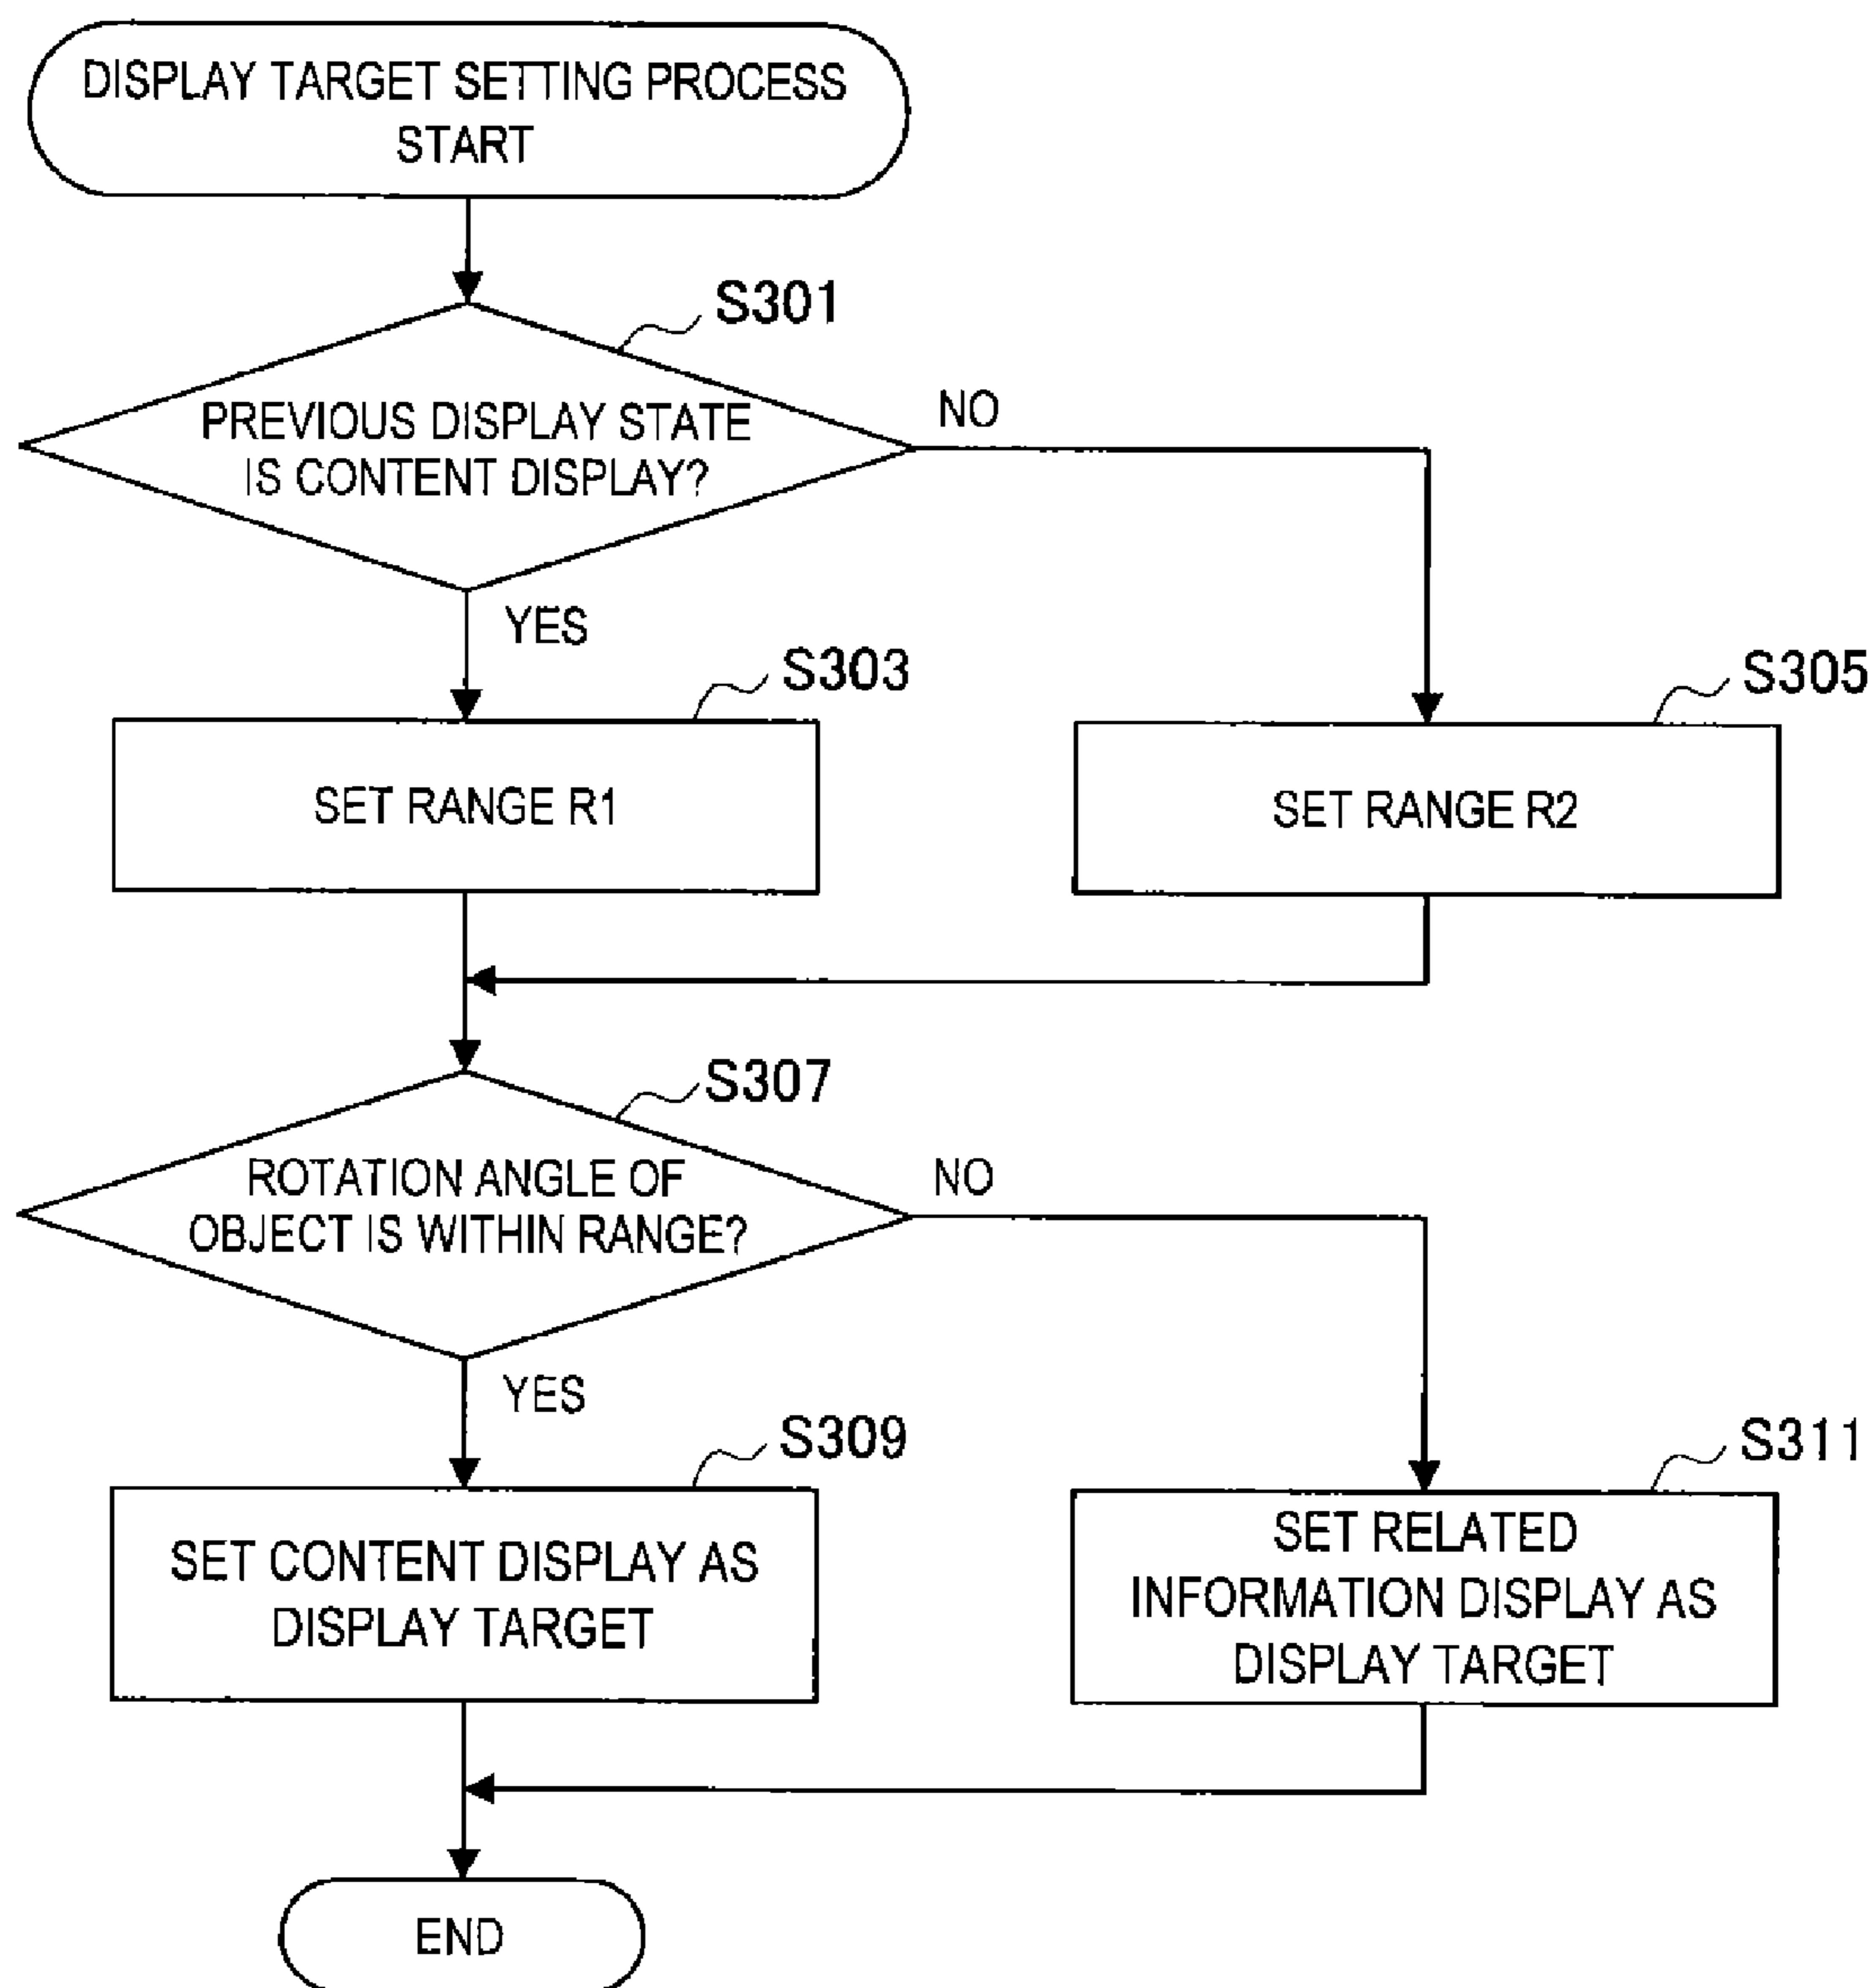 DISPLAY TARGET SETTING PROCESS
START
S301
PREVIOUS DISPLAY STATE
IS CONTENT DISPLAY?
NO
YES
S303
S305
SET RANGE R1
SET RANGE R2
S307
ROTATION ANGLE OF
OBJECT IS WITHIN RANGE?
NO
YES
S309
S311
SET CONTENT DISPLAY AS
DISPLAY TARGET
SET RELATED
INFORMATION DISPLAY AS
DISPLAY TARGET
END